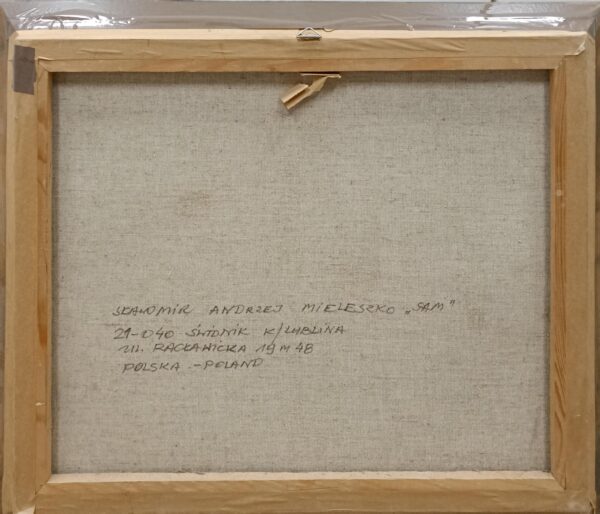 SŁAWOMIR ANDRZEJ MIELESZKO „SAM"
21-040 ŚWIDNIK K/LUBLINA
UL. RACŁAWICKA 19 M 48
POLSKA - POLAND